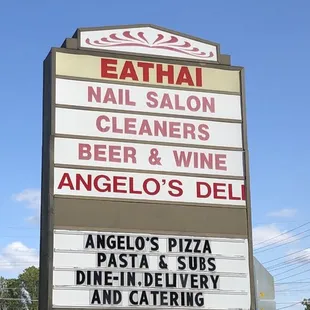 EATHAI
NAIL SALON
CLEANERS
BEER & WINE
ANGELO'S DELI
ANGELO'S PIZZA
PASTA & SUBS
DINE-IN. DELIVERY
AND CATERING